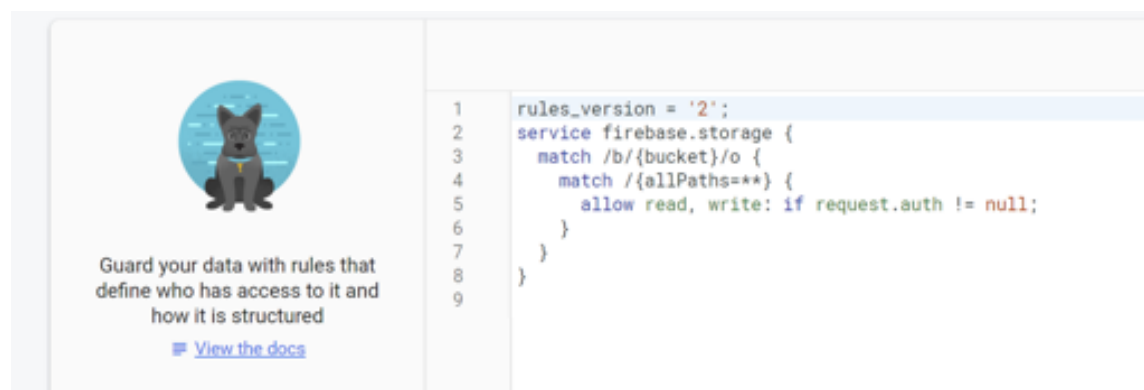 Guard your data with rules that
define who has access to it and
how it is structured
View the docs
1 rules_version = '2';
2 service firebase.storage {
3 match /b/{bucket}/o {
4 match /{allPaths=**} {
5 allow read, write: if request.auth != null;
6 }
7 }
8 }
9